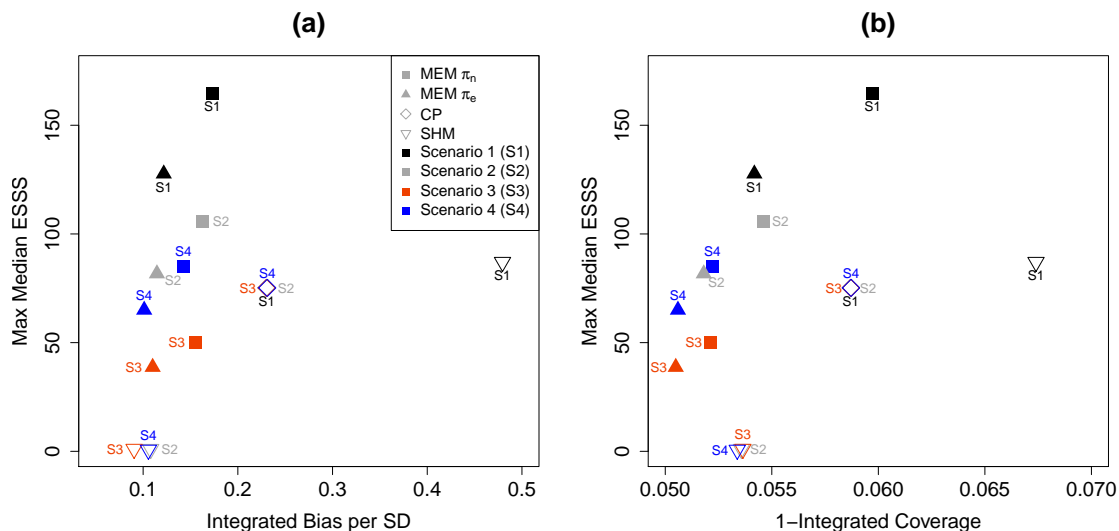 (a)
Max Median ESSS
0 50 100 150
0.1 0.2 0.3 0.4 0.5
Integrated Bias per SD
MEM πn
MEM πe
CP
SHM
Scenario 1 (S1)
Scenario 2 (S2)
Scenario 3 (S3)
Scenario 4 (S4)
S1
S1
S2
S4
S2
S4
S4
S3 S2
S1
S1
S3
S3
S4
S3 S2
(b)
Max Median ESSS
0 50 100 150
0.050 0.055 0.060 0.065 0.070
1−Integrated Coverage
S1
S1
S2
S4
S2
S4
S4
S3 S2
S1
S1
S3
S3
S3
S4 S2